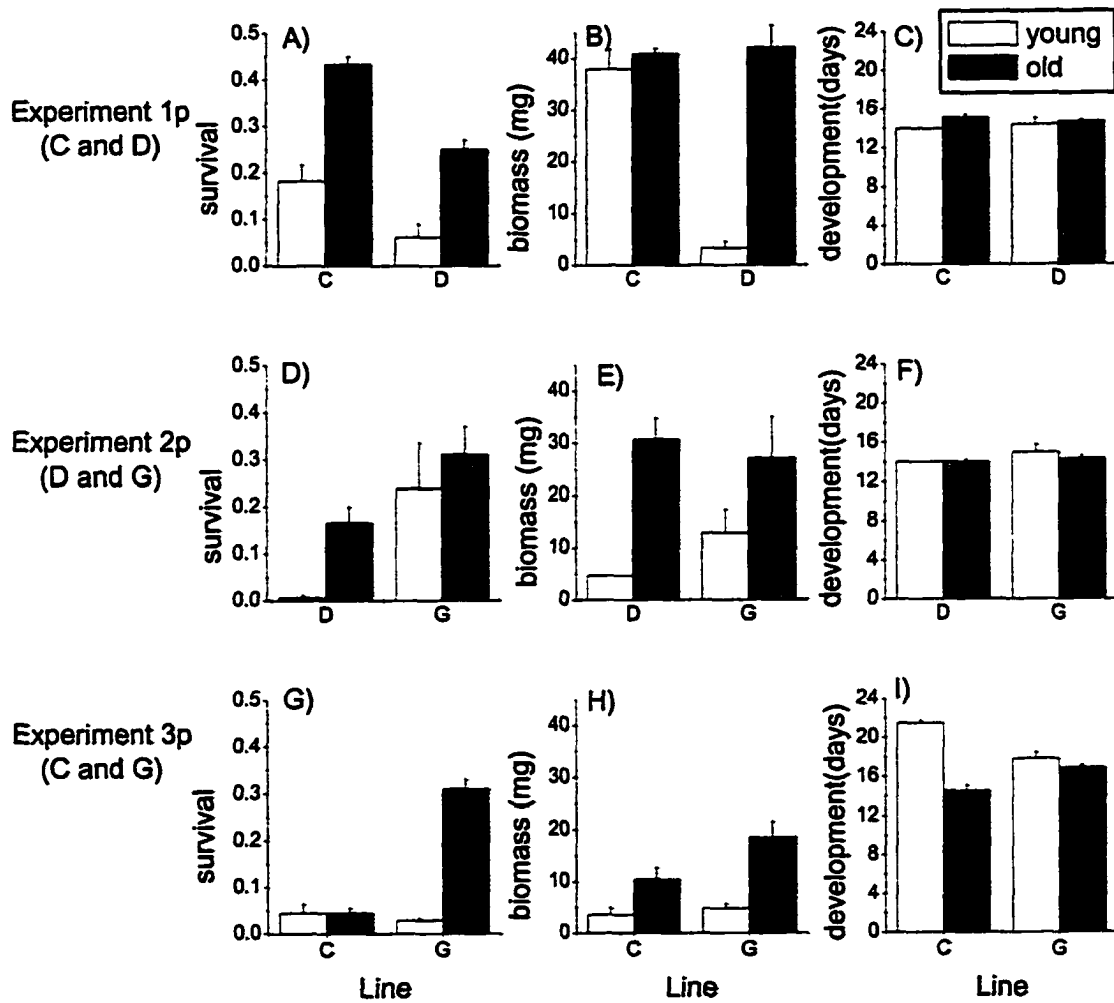 young
old
Experiment 1p
(C and D)
A)
survival
0.5
0.4
0.3
0.2
0.1
0.0
C
D
B)
biomass (mg)
40
30
20
10
0
C
D
C)
development(days)
24
20
16
12
8
4
0
C
D
Experiment 2p
(D and G)
D)
survival
0.5
0.4
0.3
0.2
0.1
0.0
D
G
E)
biomass (mg)
40
30
20
10
0
D
G
F)
development(days)
24
20
16
12
8
4
0
D
G
Experiment 3p
(C and G)
G)
survival
0.5
0.4
0.3
0.2
0.1
0.0
C
G
Line
H)
biomass (mg)
40
30
20
10
0
C
G
Line
I)
development(days)
24
20
16
12
8
4
0
C
G
Line